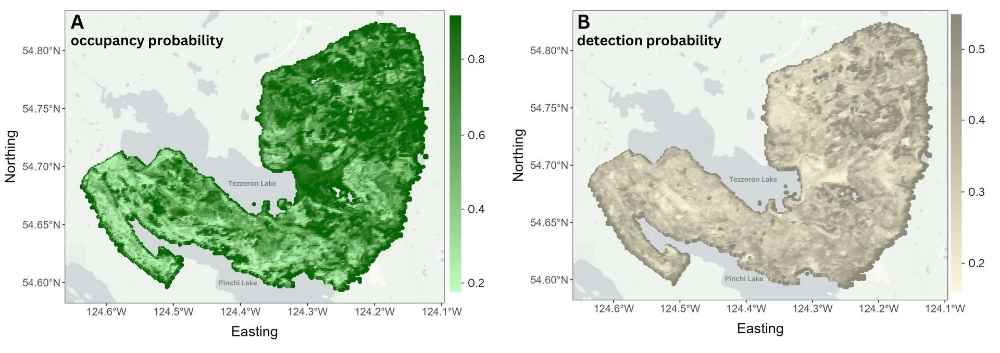 A
occupancy probability
54.80°N
54.75°N
54.70°N
54.65°N
54.60°N
Northing
Tezzeron Lake
Pinchi Lake
124.6°W 124.5°W 124.4°W 124.3°W 124.2°W 124.1°W
Easting
0.8
0.6
0.4
0.2
B
detection probability
54.80°N
54.75°N
54.70°N
54.65°N
54.60°N
Northing
Tezzeron Lake
Pinchi Lake
124.6°W 124.5°W 124.4°W 124.3°W 124.2°W 124.1°W
Easting
0.5
0.4
0.3
0.2